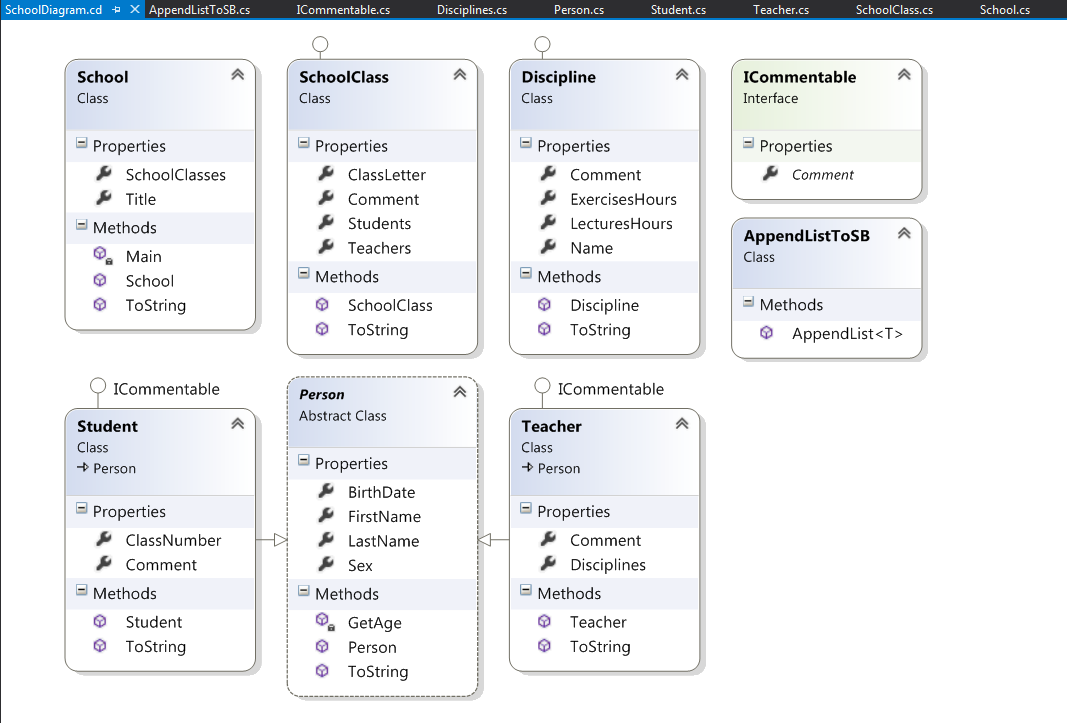 SchoolDiagram.cd AppendListToSB.cs ICommentable.cs Disciplines.cs Person.cs Student.cs Teacher.cs SchoolClass.cs School.cs
School
Class
Properties
SchoolClasses
Title
Methods
Main
School
ToString
SchoolClass
Class
Properties
ClassLetter
Comment
Students
Teachers
Methods
SchoolClass
ToString
Discipline
Class
Properties
Comment
ExercisesHours
LecturesHours
Name
Methods
Discipline
ToString
ICommentable
Interface
Properties
Comment
AppendListToSB
Class
Methods
AppendList<T>
ICommentable
Student
Class
Person
Properties
ClassNumber
Comment
Methods
Student
ToString
Person
Abstract Class
Properties
BirthDate
FirstName
LastName
Sex
Methods
GetAge
Person
ToString
ICommentable
Teacher
Class
Person
Properties
Comment
Disciplines
Methods
Teacher
ToString